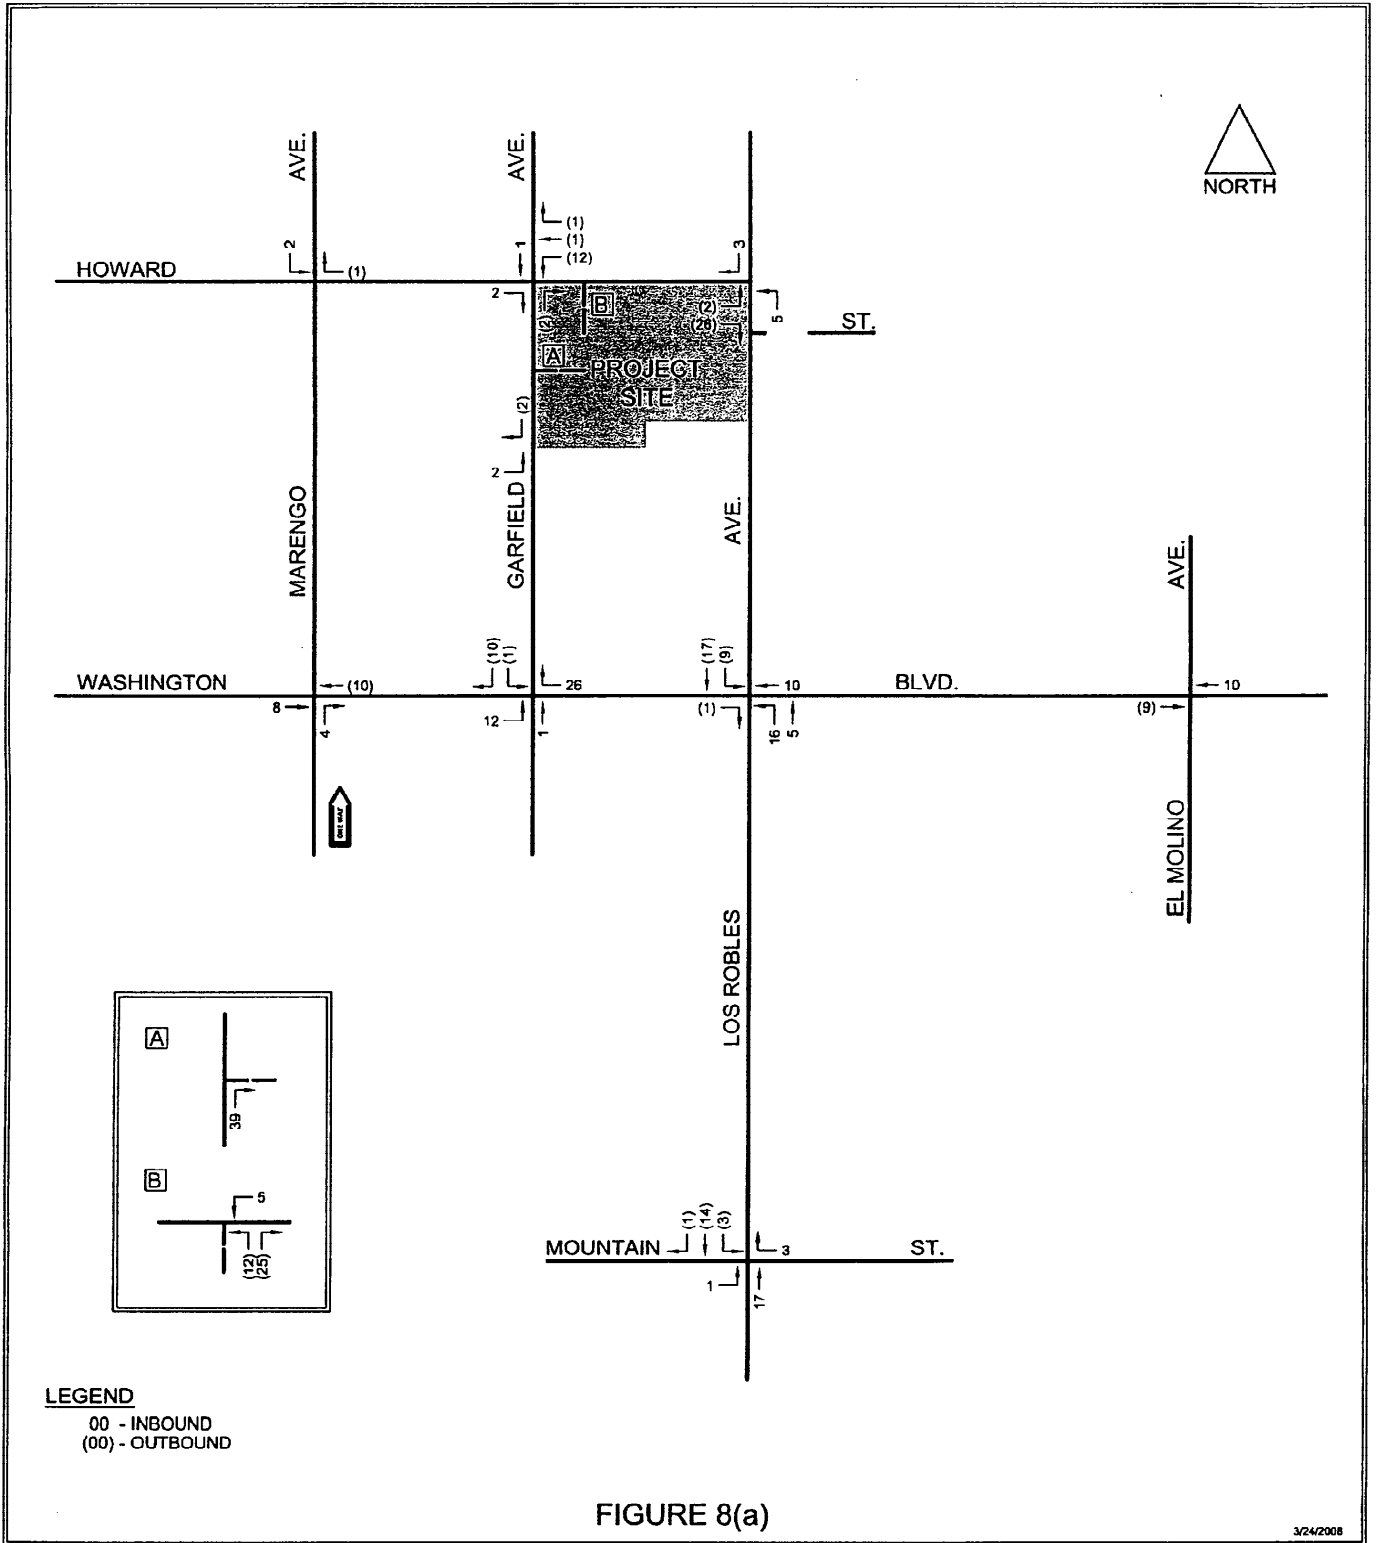 NORTH
AVE.
AVE.
(1)
(1)
(12)
2
1
3
HOWARD
(1)
2
(2)
B
(2)
(26)
5
ST.
A
PROJECT
SITE
(2)
2
MARENGO
GARFIELD
AVE.
AVE.
WASHINGTON
(10)
(10)
(1)
26
(17)
(9)
10
BLVD.
10
8
4
12
1
(1)
16
5
(9)
ONE WAY
EL MOLINO
LOS ROBLES
A
39
B
5
(12)
(25)
(1)
(14)
(3)
MOUNTAIN
3
ST.
1
17
LEGEND
00 - INBOUND
(00) - OUTBOUND
FIGURE 8(a)
3/24/2008